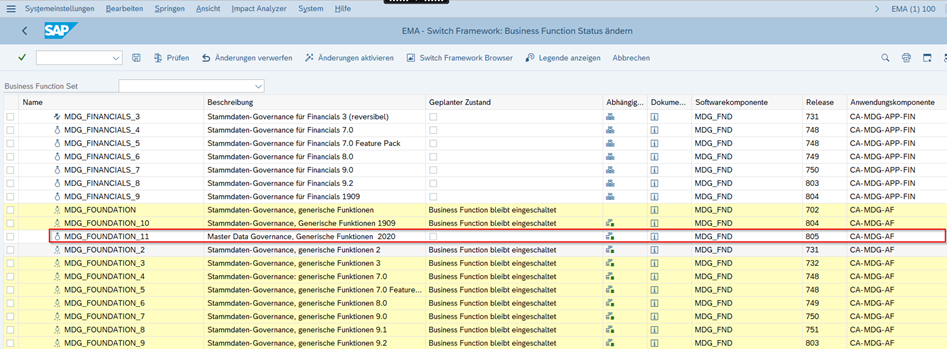 Systemeinstellungen Bearbeiten Springen Ansicht Impact Analyzer System Hilfe EMA (1) 100
SAP EMA - Switch Framework: Business Function Status ändern
Prüfen Änderungen verwerfen Änderungen aktivieren Switch Framework Browser Legende anzeigen Abbrechen
Business Function Set
Name Beschreibung Geplanter Zustand Abhängig... Dokume... Softwarekomponente Release Anwendungskomponente
MDG_FINANCIALS_3 Stammdaten-Governance für Financials 3 (reversibel) MDG_FND 731 CA-MDG-APP-FIN
MDG_FINANCIALS_4 Stammdaten-Governance für Financials 7.0 MDG_FND 748 CA-MDG-APP-FIN
MDG_FINANCIALS_5 Stammdaten-Governance für Financials 7.0 Feature Pack MDG_FND 748 CA-MDG-APP-FIN
MDG_FINANCIALS_6 Stammdaten-Governance für Financials 8.0 MDG_FND 749 CA-MDG-APP-FIN
MDG_FINANCIALS_7 Stammdaten-Governance für Financials 9.0 MDG_FND 750 CA-MDG-APP-FIN
MDG_FINANCIALS_8 Stammdaten-Governance für Financials 9.2 MDG_FND 803 CA-MDG-APP-FIN
MDG_FINANCIALS_9 Stammdaten-Governance für Financials 1909 MDG_FND 804 CA-MDG-APP-FIN
MDG_FOUNDATION Stammdaten-Governance, generische Funktionen Business Function bleibt eingeschaltet MDG_FND 702 CA-MDG-AF
MDG_FOUNDATION_10 Stammdaten-Governance, Generische Funktionen 1909 Business Function bleibt eingeschaltet MDG_FND 804 CA-MDG-AF
MDG_FOUNDATION_11 Master Data Governance, Generische Funktionen 2020 MDG_FND 805 CA-MDG-AF
MDG_FOUNDATION_2 Stammdaten-Governance, generische Funktionen 2 Business Function bleibt eingeschaltet MDG_FND 731 CA-MDG-AF
MDG_FOUNDATION_3 Stammdaten-Governance, generische Funktionen 3 Business Function bleibt eingeschaltet MDG_FND 732 CA-MDG-AF
MDG_FOUNDATION_4 Stammdaten-Governance, generische Funktionen 7.0 Business Function bleibt eingeschaltet MDG_FND 748 CA-MDG-AF
MDG_FOUNDATION_5 Stammdaten-Governance, generische Funktionen 7.0 Feature... Business Function bleibt eingeschaltet MDG_FND 748 CA-MDG-AF
MDG_FOUNDATION_6 Stammdaten-Governance, generische Funktionen 8.0 Business Function bleibt eingeschaltet MDG_FND 749 CA-MDG-AF
MDG_FOUNDATION_7 Stammdaten-Governance, generische Funktionen 9.0 Business Function bleibt eingeschaltet MDG_FND 750 CA-MDG-AF
MDG_FOUNDATION_8 Stammdaten-Governance, generische Funktionen 9.1 Business Function bleibt eingeschaltet MDG_FND 751 CA-MDG-AF
MDG_FOUNDATION_9 Stammdaten-Governance, generische Funktionen 9.2 Business Function bleibt eingeschaltet MDG_FND 803 CA-MDG-AF